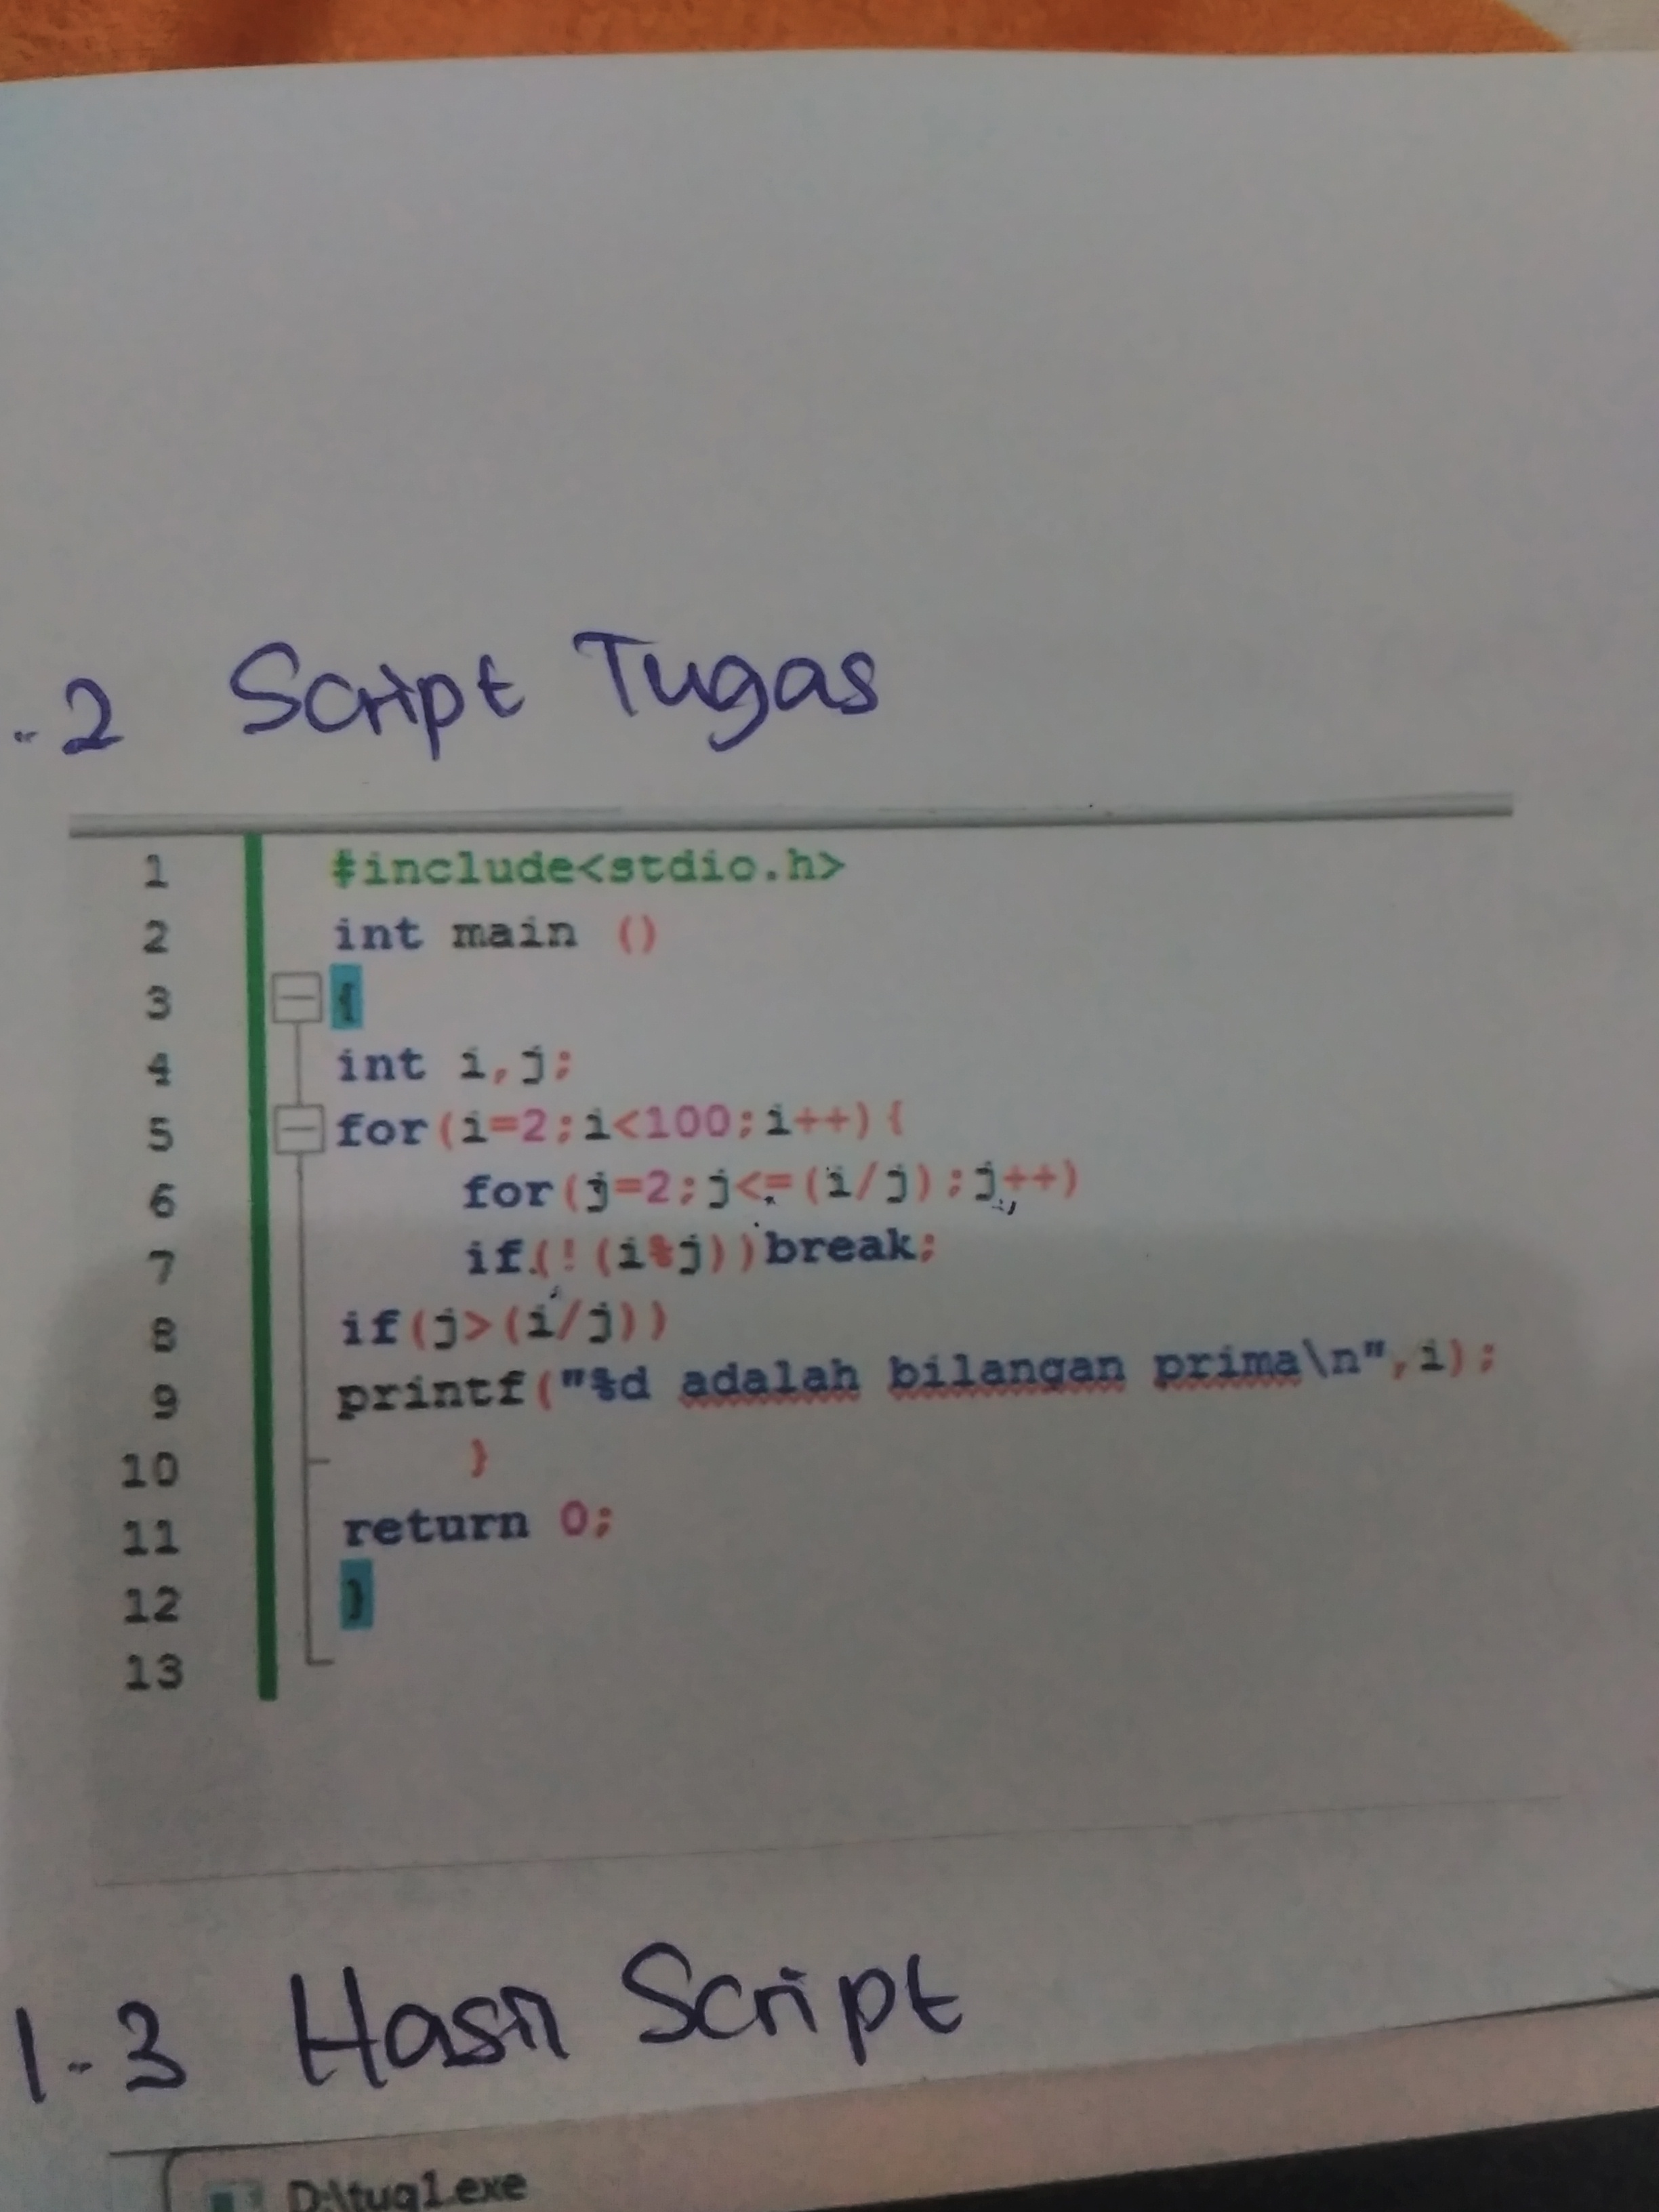 .2 Script Tugas
1 #include<stdio.h>
2 int main ()
3 {
4 int i,j;
5 for(i=2;i<100;i++){
6 for(j=2;j<=(i/j);j++)
7 if(!(i%j))break;
8 if(j>(i/j))
9 printf("%d adalah bilangan prima\n",i);
10 }
11 return 0;
12 }
13
1.3 Hasil Script
D:\tug1.exe